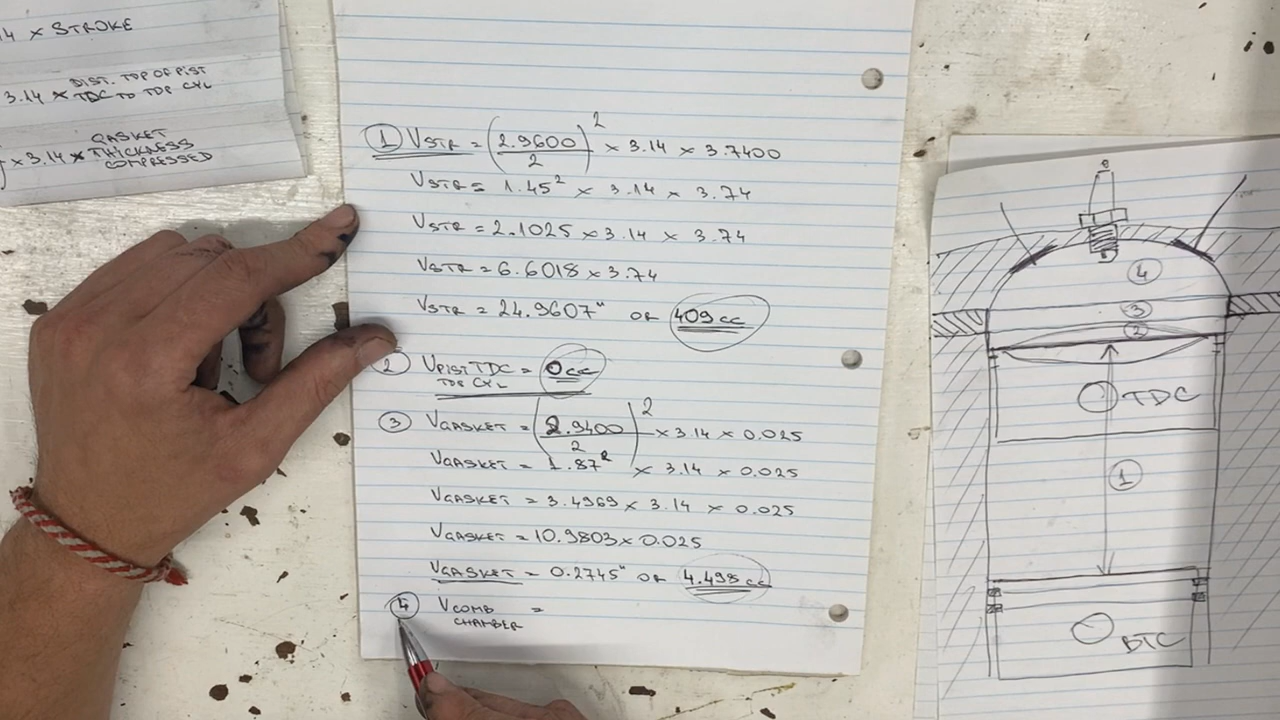 14 × STROKE
3.14 × DIST. TOP OF PIST
TDC TO TOP CYL
× 3.14 × GASKET
THICKNESS
COMPRESSED
① VSTR = (2.9600/2)² × 3.14 × 3.7400
VSTR = 1.45² × 3.14 × 3.74
VSTR = 2.1025 × 3.14 × 3.74
VSTR = 6.6018 × 3.74
VSTR = 24.9607" OR 409cc
② VPIST TDC = 0cc
TOP CYL
③ VGASKET = (2.9400/2)² × 3.14 × 0.025
VGASKET = 1.87² × 3.14 × 0.025
VGASKET = 3.4969 × 3.14 × 0.025
VGASKET = 10.9803 × 0.025
VGASKET = 0.2745" OR 4.498cc
④ VCOMB =
CHAMBER
④
③
②
TDC
①
BTC